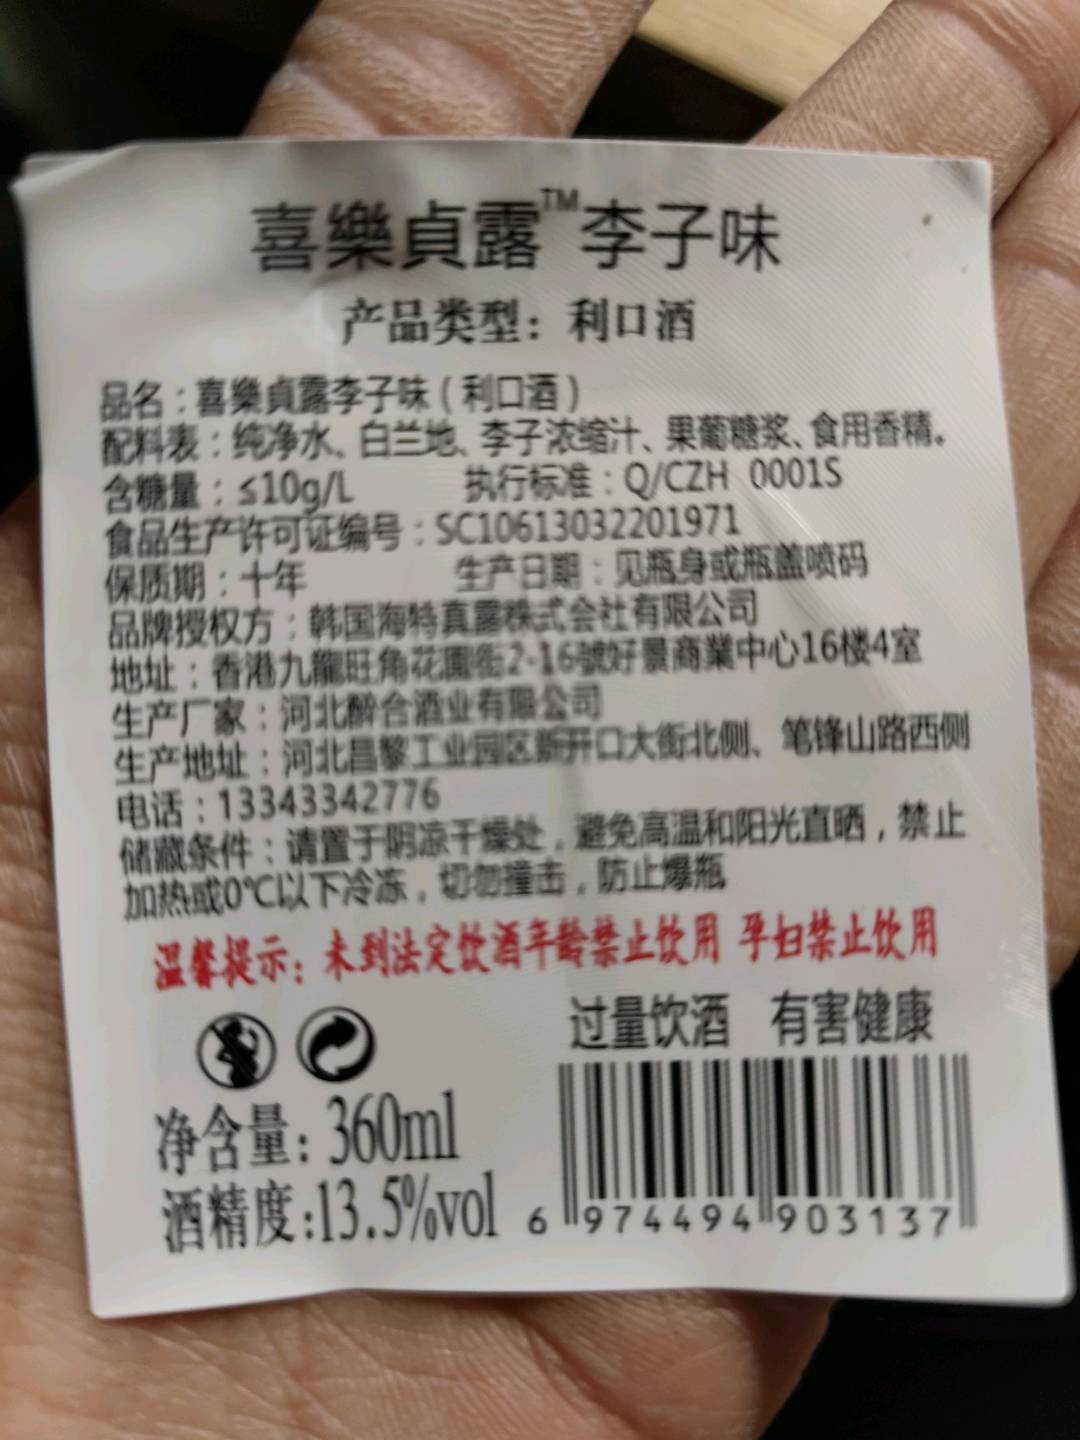 喜樂貞露™李子味
产品类型：利口酒
品名：喜樂貞露李子味（利口酒）
配料表：纯净水、白兰地、李子浓缩汁、果葡糖浆、食用香精。
含糖量：≤10g/L 执行标准：Q/CZH 0001S
食品生产许可证编号：SC10613032201971
保质期：十年 生产日期：见瓶身或瓶盖喷码
品牌授权方：韩国海特真露株式会社有限公司
地址：香港九龍旺角花園街2-16號好景商業中心16楼4室
生产厂家：河北醉合酒业有限公司
生产地址：河北昌黎工业园区新开口大街北侧、笔锋山路西侧
电话：13343342776
储藏条件：请置于阴凉干燥处，避免高温和阳光直晒，禁止
加热或0℃以下冷冻，切勿撞击，防止爆瓶
温馨提示：未到法定饮酒年龄禁止饮用 孕妇禁止饮用
过量饮酒 有害健康
净含量：360ml
酒精度:13.5%vol
6 974494 903137